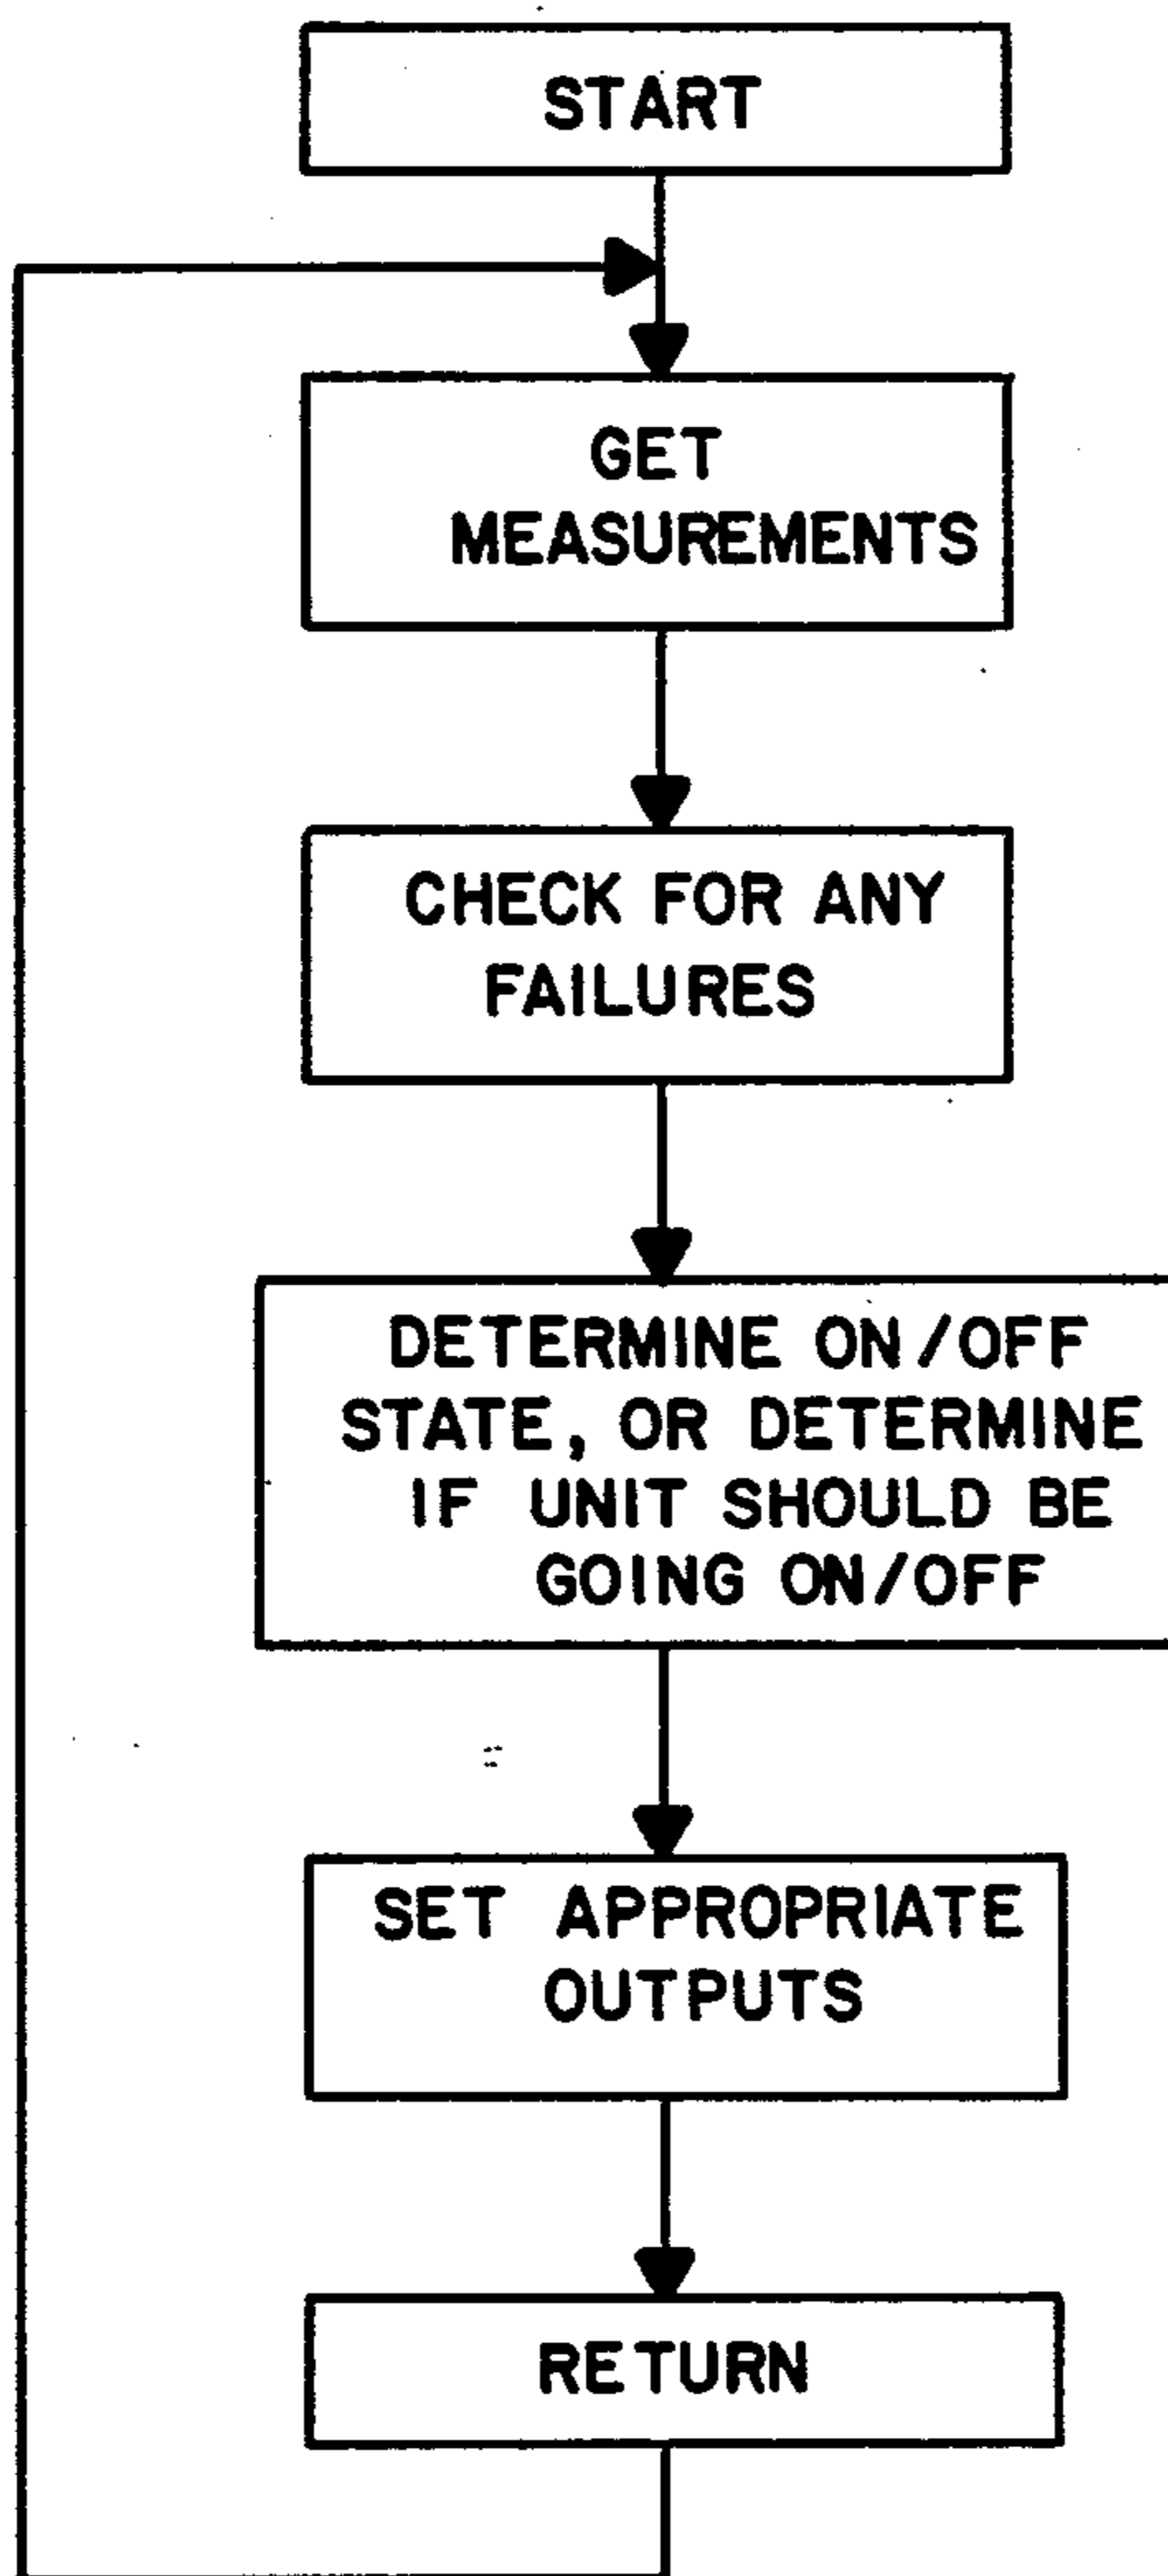 START
GET
MEASUREMENTS
CHECK FOR ANY
FAILURES
DETERMINE ON/OFF
STATE, OR DETERMINE
IF UNIT SHOULD BE
GOING ON/OFF
SET APPROPRIATE
OUTPUTS
RETURN